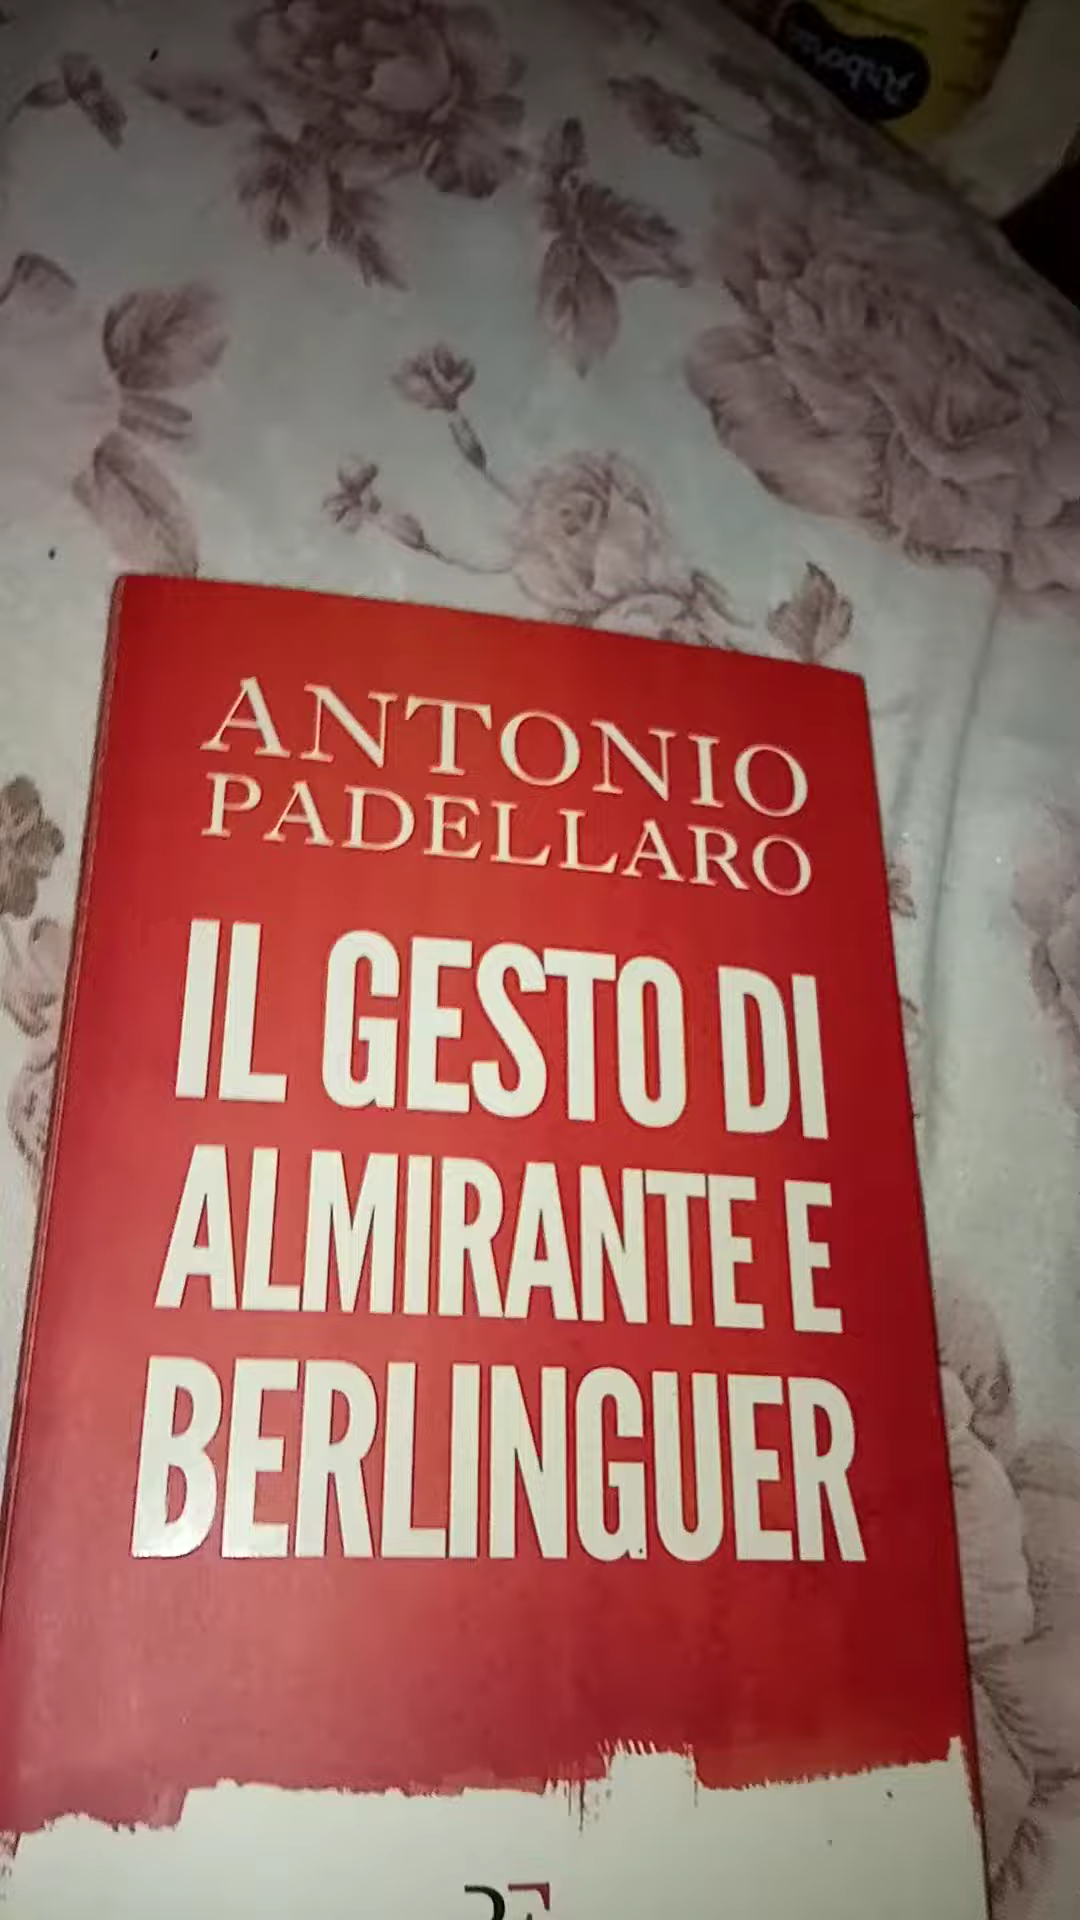 ANTONIO
PADELLARO
IL GESTO DI
ALMIRANTE E
BERLINGUER